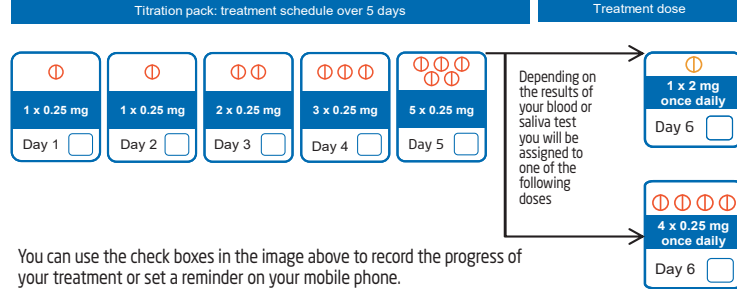 Titration pack: treatment schedule over 5 days
Treatment dose
1 x 0.25 mg
Day 1
1 x 0.25 mg
Day 2
2 x 0.25 mg
Day 3
3 x 0.25 mg
Day 4
5 x 0.25 mg
Day 5
Depending on
the results of
your blood or
saliva test
you will be
assigned to
one of the
following
doses
1 x 2 mg
once daily
Day 6
4 x 0.25 mg
once daily
Day 6
You can use the check boxes in the image above to record the progress of
your treatment or set a reminder on your mobile phone.